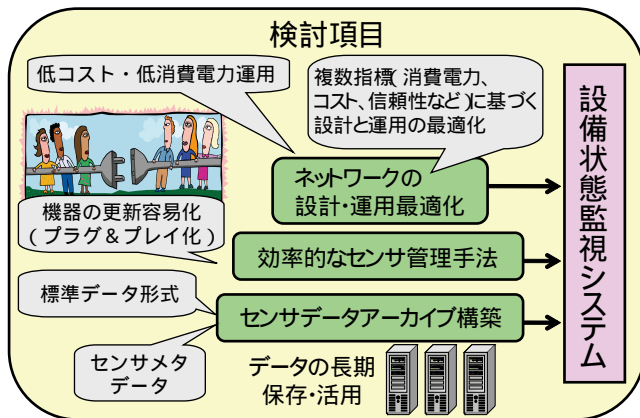 検討項目
低コスト・低消費電力運用
複数指標(消費電力、
コスト、信頼性など)に基づく
設計と運用の最適化
ネットワークの
設計・運用最適化
機器の更新容易化
(プラグ&プレイ化)
効率的なセンサ管理手法
標準データ形式
センサデータアーカイブ構築
センサメタ
データ
データの長期
保存・活用
設備状態監視システム